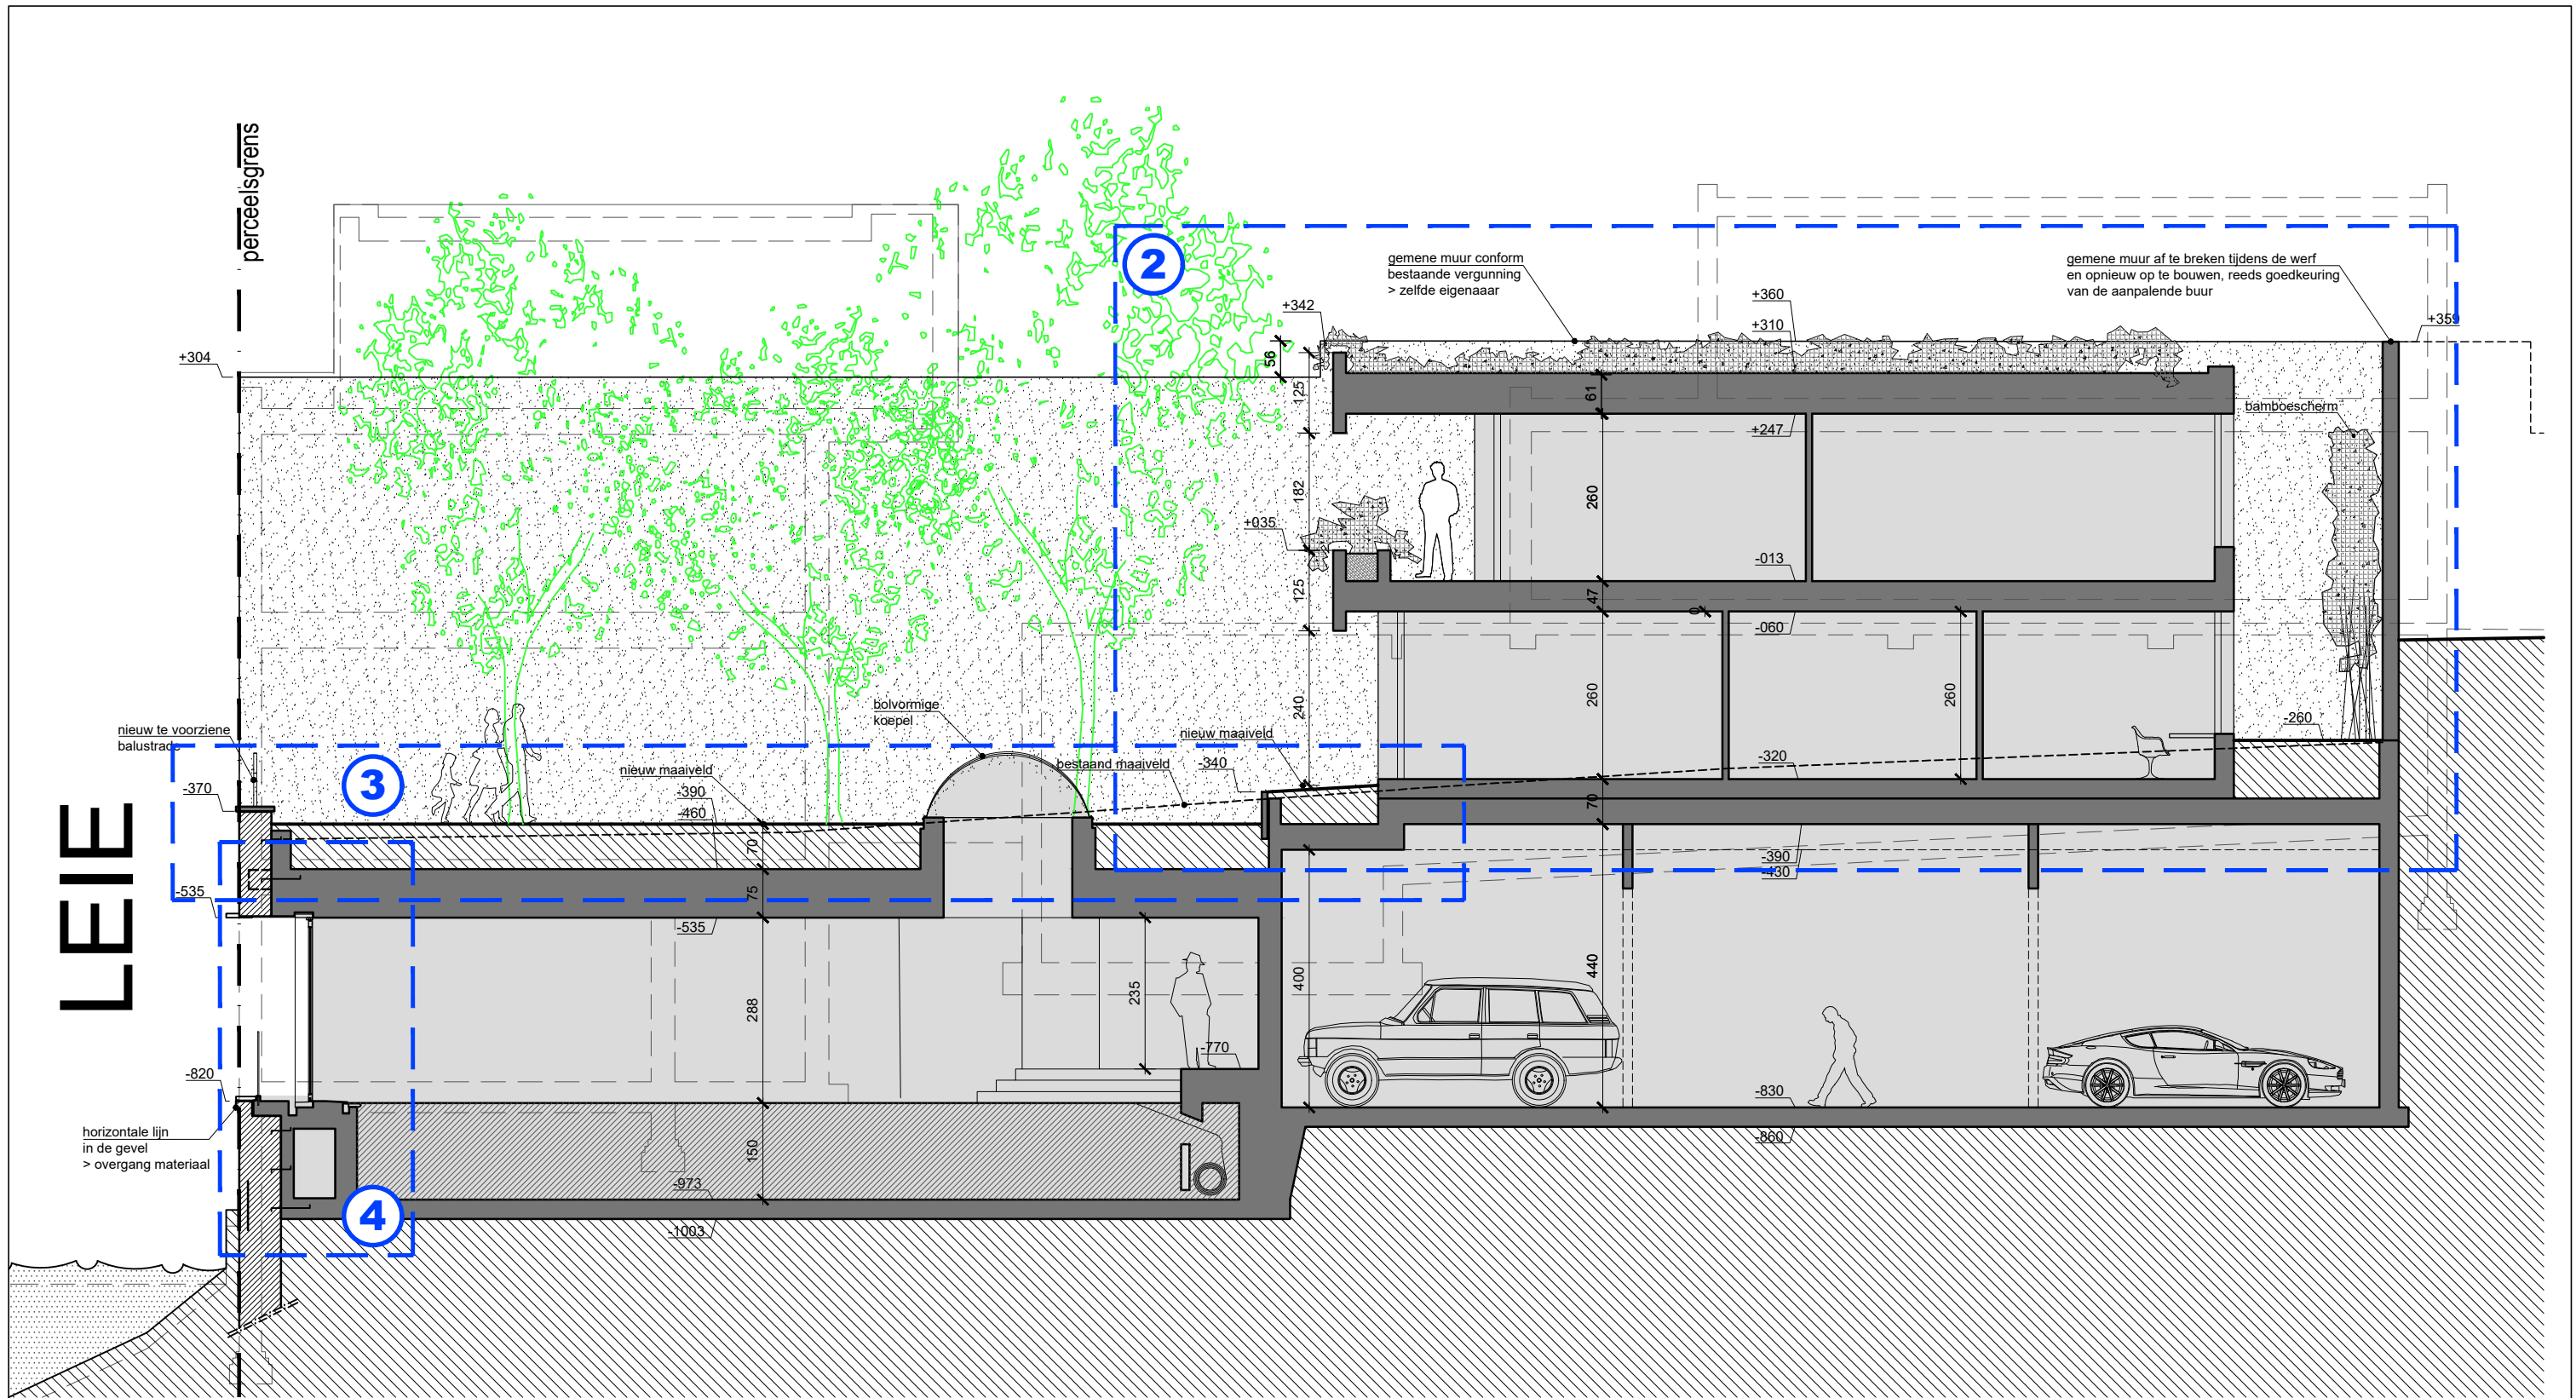 perceelsgrens
2
gemene muur conform
bestaande vergunning
> zelfde eigenaaar
gemene muur af te breken tijdens de werf
en opnieuw op te bouwen, reeds goedkeuring
van de aanpalende buur
+342
+360
+310
+359
+304
56
125
61
bamboescherm
+247
182
260
+035
-013
125
47
0
-060
bolvormige
koepel
240
260
260
-260
nieuw te voorziene
balustrade
nieuw maaiveld
3
nieuw maaiveld
bestaand maaiveld
-340
-320
-370
-390
-460
70
70
LEIE
-390
-430
-535
75
-535
288
235
400
440
-770
-820
-830
horizontale lijn
in de gevel
> overgang materiaal
-860
150
-973
4
-1003